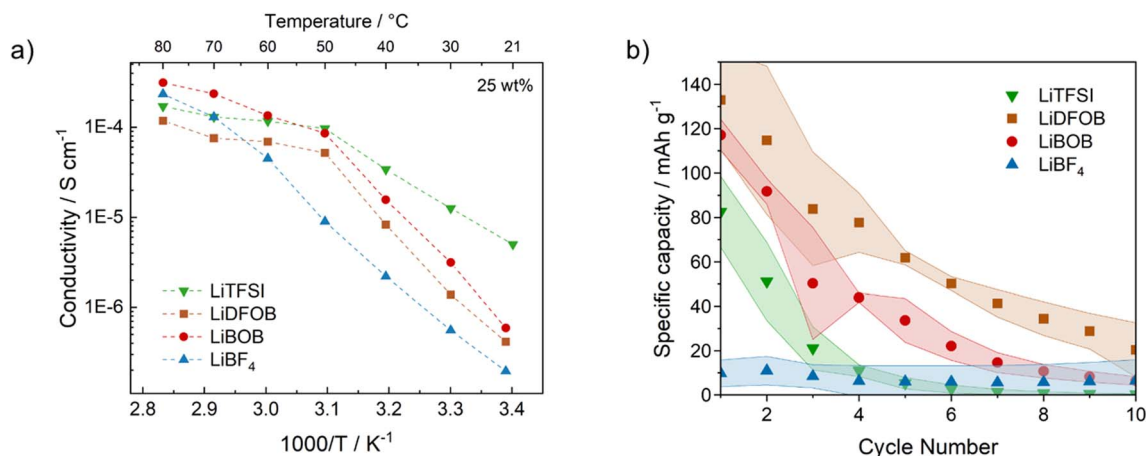 a)
Temperature / °C
80 70 60 50 40 30 21
25 wt%
Conductivity / S cm⁻¹
1E-4
1E-5
1E-6
LiTFSI
LiDFOB
LiBOB
LiBF₄
2.8 2.9 3.0 3.1 3.2 3.3 3.4
1000/T / K⁻¹
b)
Specific capacity / mAh g⁻¹
140
120
100
80
60
40
20
0
LiTFSI
LiDFOB
LiBOB
LiBF₄
2 4 6 8 10
Cycle Number